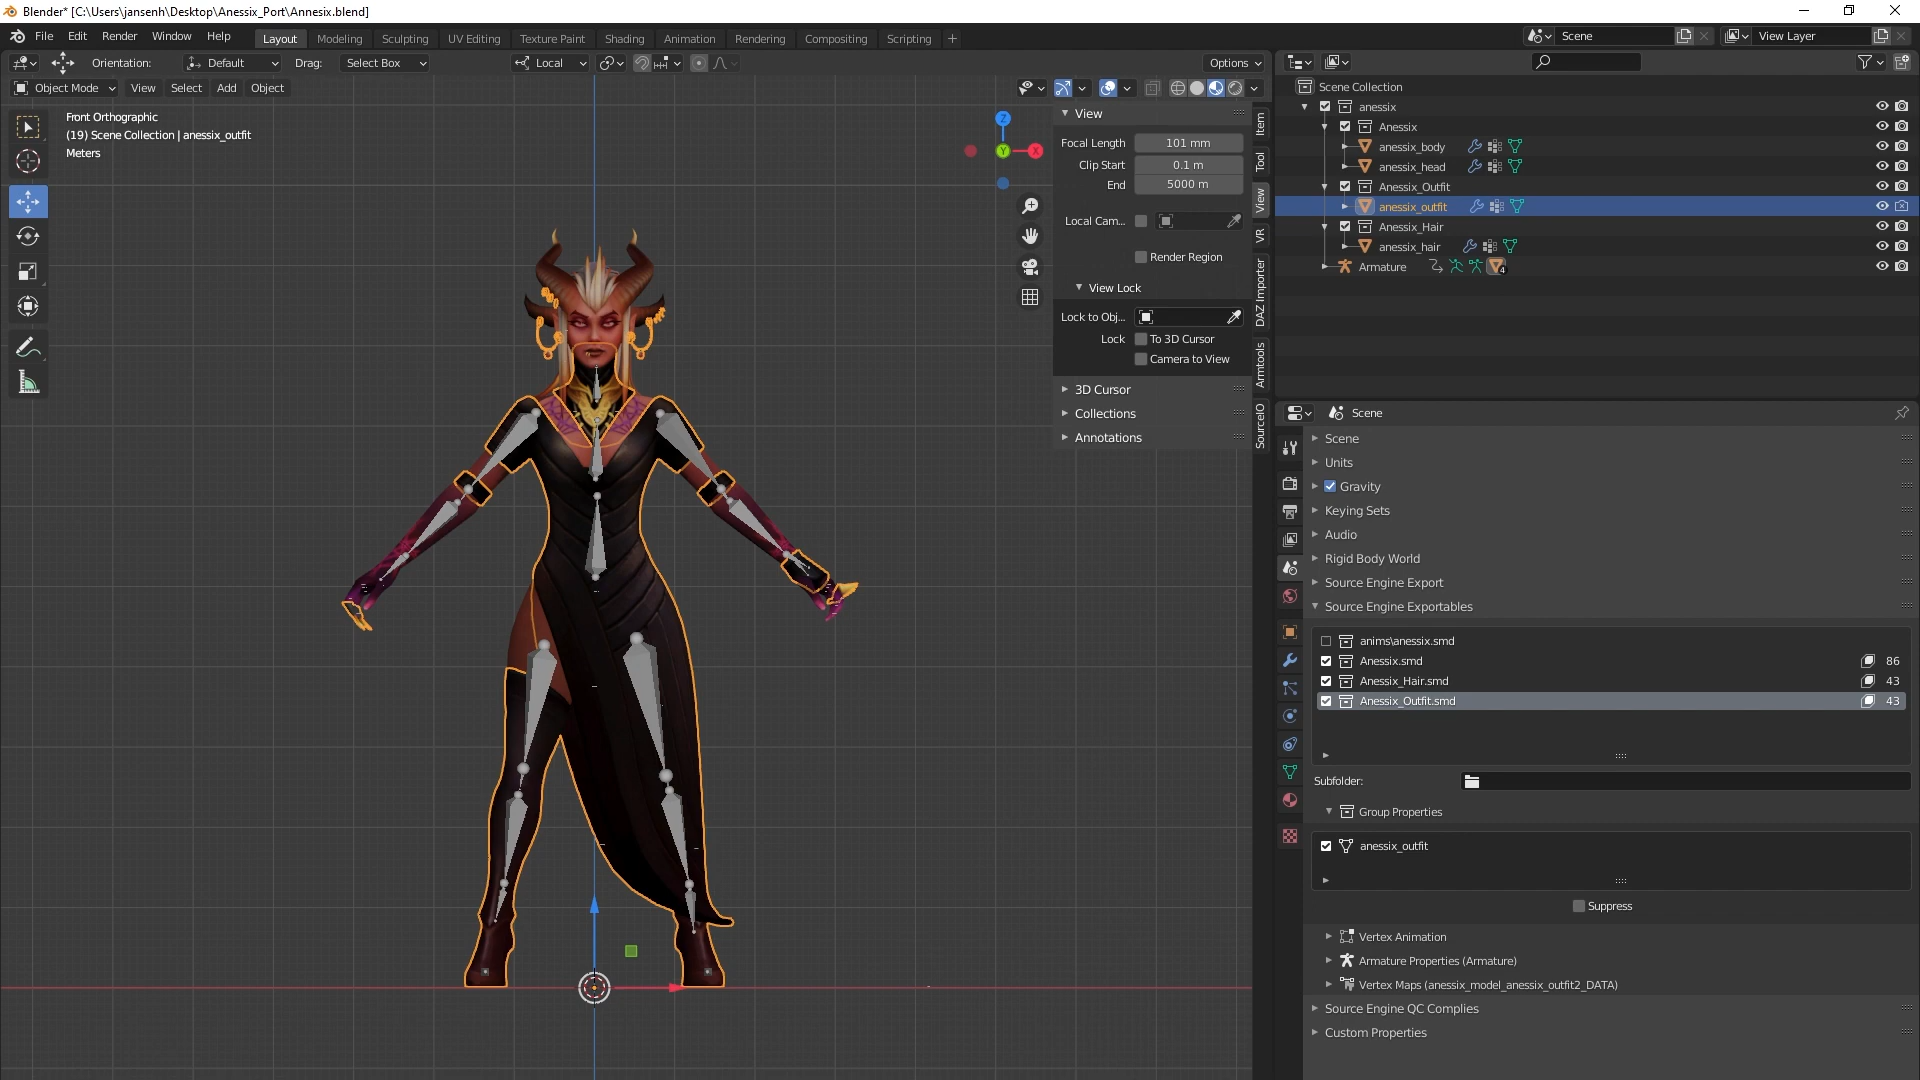 Blender* [C:\Users\jansenh\Desktop\Anessix_Port\Annesix.blend]
File Edit Render Window Help
Layout Modeling Sculpting UV Editing Texture Paint Shading Animation Rendering Compositing Scripting +
Scene
View Layer
Orientation: Default Drag: Select Box
Local
Options
Object Mode View Select Add Object
Front Orthographic
(19) Scene Collection | anessix_outfit
Meters
Z
Y
X
View
Focal Length 101 mm
Clip Start 0.1 m
End 5000 m
Local Cam...
Render Region
View Lock
Lock to Obj...
Lock To 3D Cursor
Camera to View
3D Cursor
Collections
Annotations
Item
Tool
View
VR
DAZ Importer
Armtools
SourceIO
Scene Collection
anessix
Anessix
anessix_body
anessix_head
Anessix_Outfit
anessix_outfit
Anessix_Hair
anessix_hair
Armature 4
Scene
Scene
Units
Gravity
Keying Sets
Audio
Rigid Body World
Source Engine Export
Source Engine Exportables
anims\anessix.smd
Anessix.smd 86
Anessix_Hair.smd 43
Anessix_Outfit.smd 43
Subfolder:
Group Properties
anessix_outfit
Suppress
Vertex Animation
Armature Properties (Armature)
Vertex Maps (anessix_model_anessix_outfit2_DATA)
Source Engine QC Complies
Custom Properties